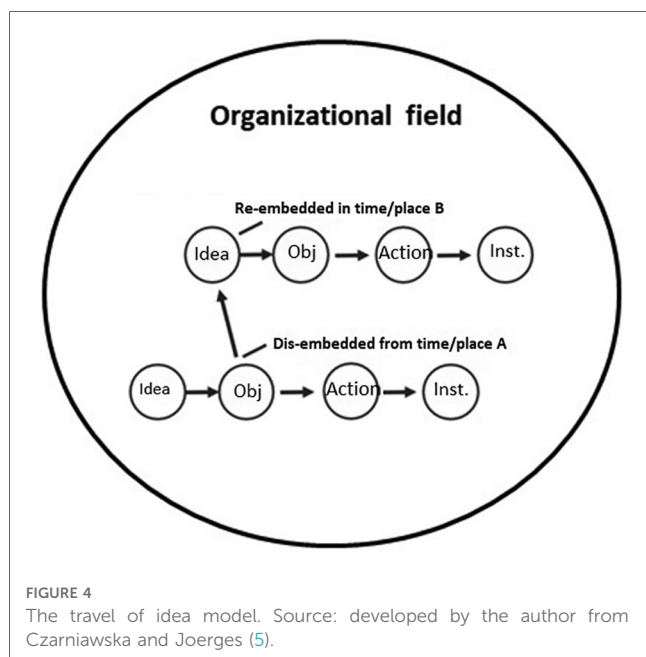 Organizational field
Re-embedded in time/place B
Idea Obj Action Inst.
Dis-embedded from time/place A
Idea Obj Action Inst.
FIGURE 4
The travel of idea model. Source: developed by the author from
Czarniawska and Joerges (5).